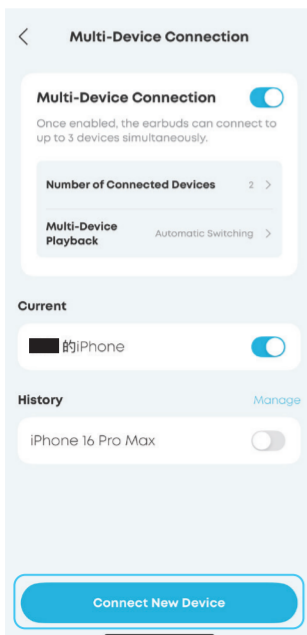 Multi-Device Connection
Multi-Device Connection
Once enabled, the earbuds can connect to
up to 3 devices simultaneously.
Number of Connected Devices 2
Multi-Device
Playback
Automatic Switching
Current
的iPhone
History Manage
iPhone 16 Pro Max
Connect New Device